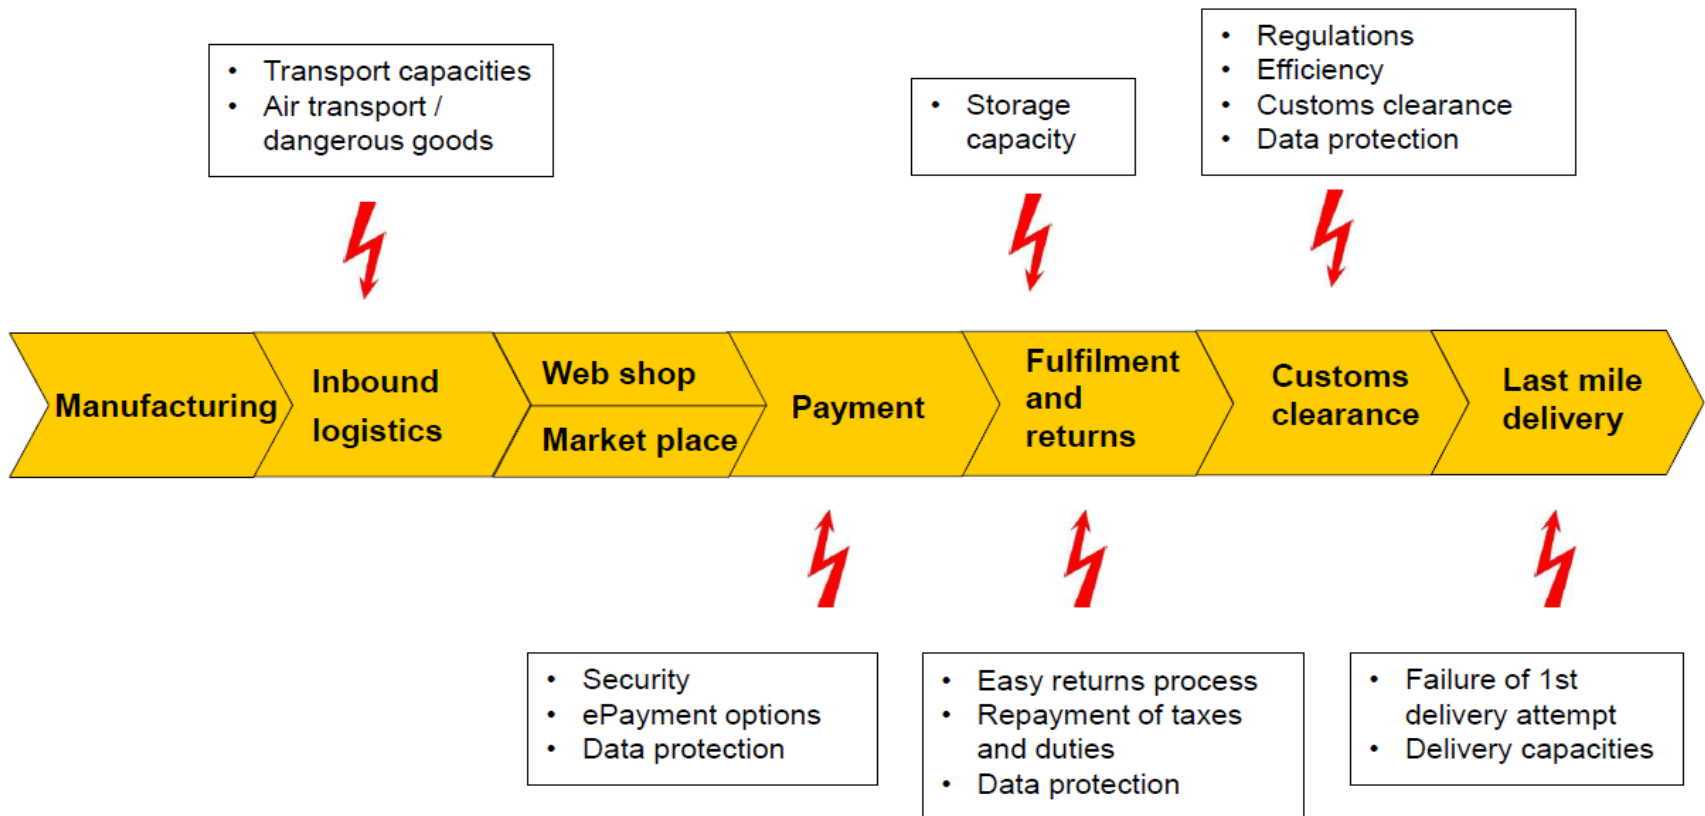 • Transport capacities
• Air transport /
dangerous goods
• Storage
capacity
• Regulations
• Efficiency
• Customs clearance
• Data protection
Manufacturing
Inbound
logistics
Web shop
Market place
Payment
Fulfilment
and
returns
Customs
clearance
Last mile
delivery
• Security
• ePayment options
• Data protection
• Easy returns process
• Repayment of taxes
and duties
• Data protection
• Failure of 1st
delivery attempt
• Delivery capacities